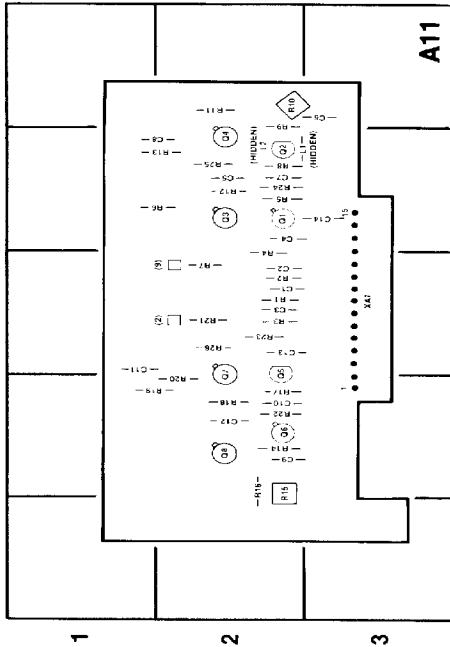 A11
R11
R10
C6
Q4
R9
C8
R13
(HIDDEN)
L2
Q2
L1
(HIDDEN)
R25
R8
C5
C7
R12
R24
R5
R6
Q3
Q1
C14
15
C4
R4
(9)
R7
C2
R2
C1
R1
XA7
(2)
R21
C3
R3
R23
R26
C13
C11
R20
Q7
Q5
R19
R17
1
R18
C10
C12
R22
Q6
Q8
R14
C9
R16
R15
1
2
3